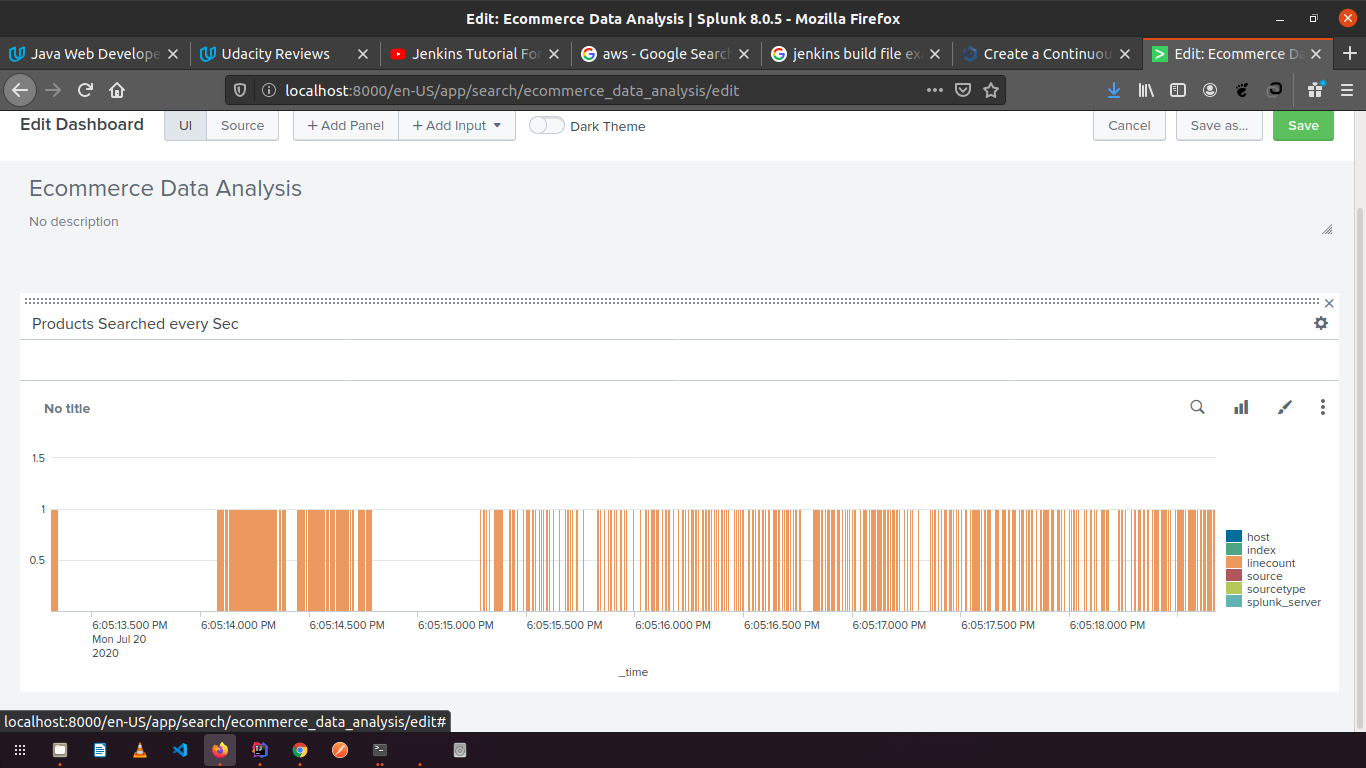 Edit: Ecommerce Data Analysis | Splunk 8.0.5 - Mozilla Firefox
Java Web Develope
Udacity Reviews
Jenkins Tutorial For
aws - Google Search
jenkins build file ex
Create a Continuou
Edit: Ecommerce Da
localhost:8000/en-US/app/search/ecommerce_data_analysis/edit
Edit Dashboard
UI
Source
+ Add Panel
+ Add Input
Dark Theme
Cancel
Save as...
Save
Ecommerce Data Analysis
No description
Products Searched every Sec
No title
1.5
1
0.5
host
index
linecount
source
sourcetype
splunk_server
6:05:13.500 PM
Mon Jul 20
2020
6:05:14.000 PM
6:05:14.500 PM
6:05:15.000 PM
6:05:15.500 PM
6:05:16.000 PM
6:05:16.500 PM
6:05:17.000 PM
6:05:17.500 PM
6:05:18.000 PM
_time
localhost:8000/en-US/app/search/ecommerce_data_analysis/edit#